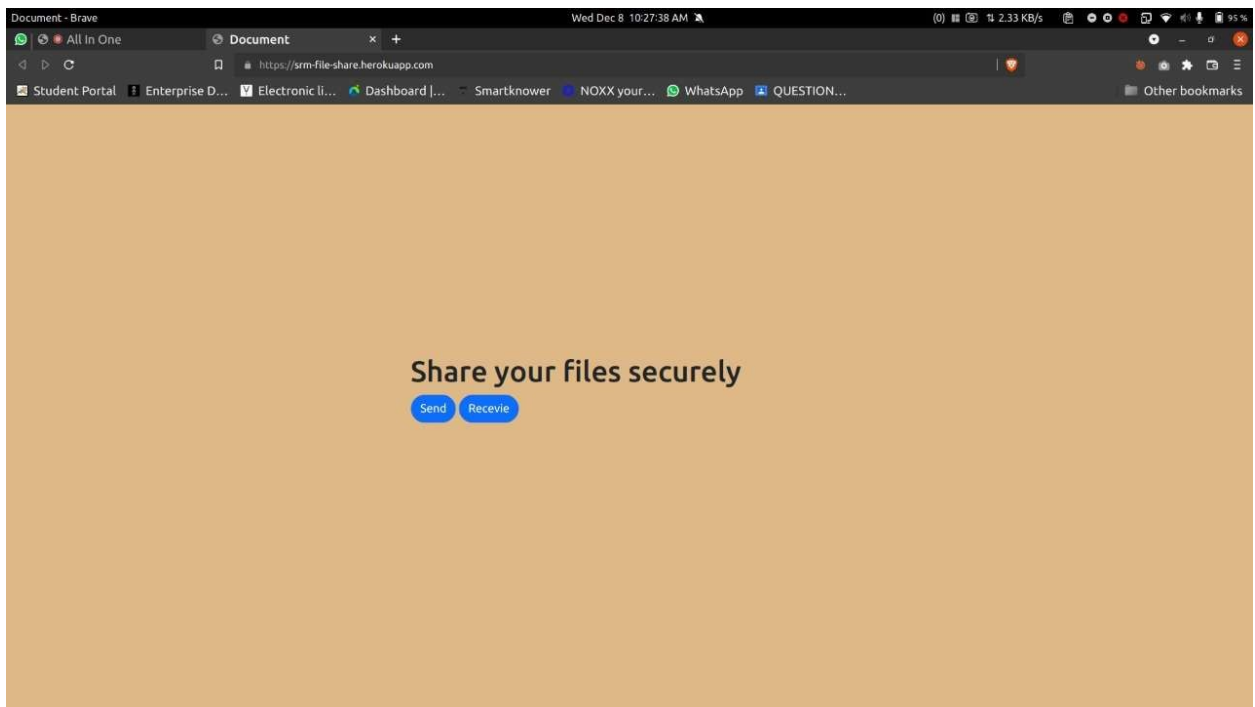 Document - Brave Wed Dec 8 10:27:38 AM (0) 2.33 KB/s 95 %
All In One Document × +
https://srm-file-share.herokuapp.com
Student Portal Enterprise D... Electronic li... Dashboard |... Smartknower NOXX your... WhatsApp QUESTION... Other bookmarks
Share your files securely
Send Recevie